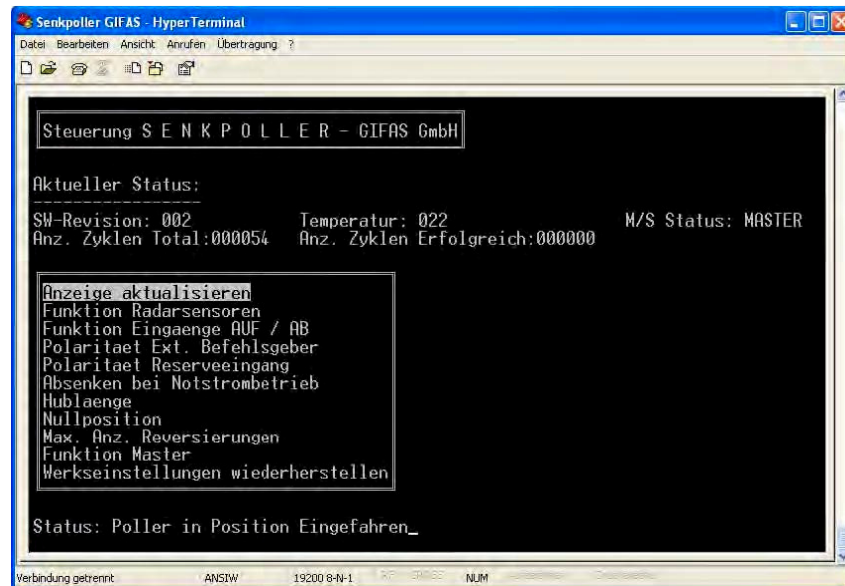 Senkpoller GIFAS - HyperTerminal
Datei Bearbeiten Ansicht Anrufen Übertragung ?
Steuerung S E N K P O L L E R - GIFAS GmbH
Aktueller Status:
-----------------
SW-Revision: 002 Temperatur: 022 M/S Status: MASTER
Anz. Zyklen Total:000054 Anz. Zyklen Erfolgreich:000000
Anzeige aktualisieren
Funktion Radarsensoren
Funktion Eingaenge AUF / AB
Polaritaet Ext. Befehlsgeber
Polaritaet Reserveeingang
Absenken bei Notstrombetrieb
Hublaenge
Nullposition
Max. Anz. Reversierungen
Funktion Master
Werkseinstellungen wiederherstellen
Status: Poller in Position Eingefahren_
Verbindung getrennt ANSIW 19200 8-N-1 NUM